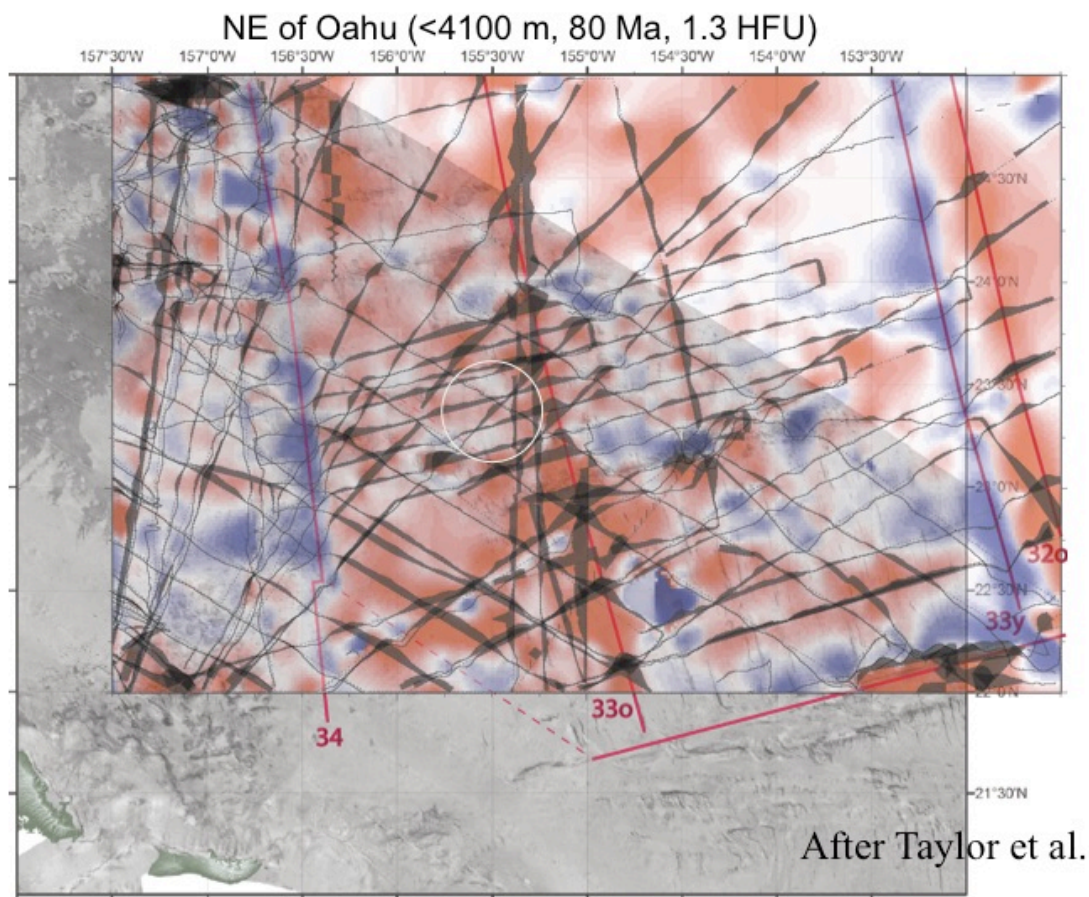 NE of Oahu (<4100 m, 80 Ma, 1.3 HFU)
157°30'W 157°0'W 156°30'W 156°0'W 155°30'W 155°0'W 154°30'W 154°0'W 153°30'W
24°30'N
24°0'N
23°30'N
23°0'N
32o
22°30'N
33y
22°0'N
33o
34
21°30'N
After Taylor et al.